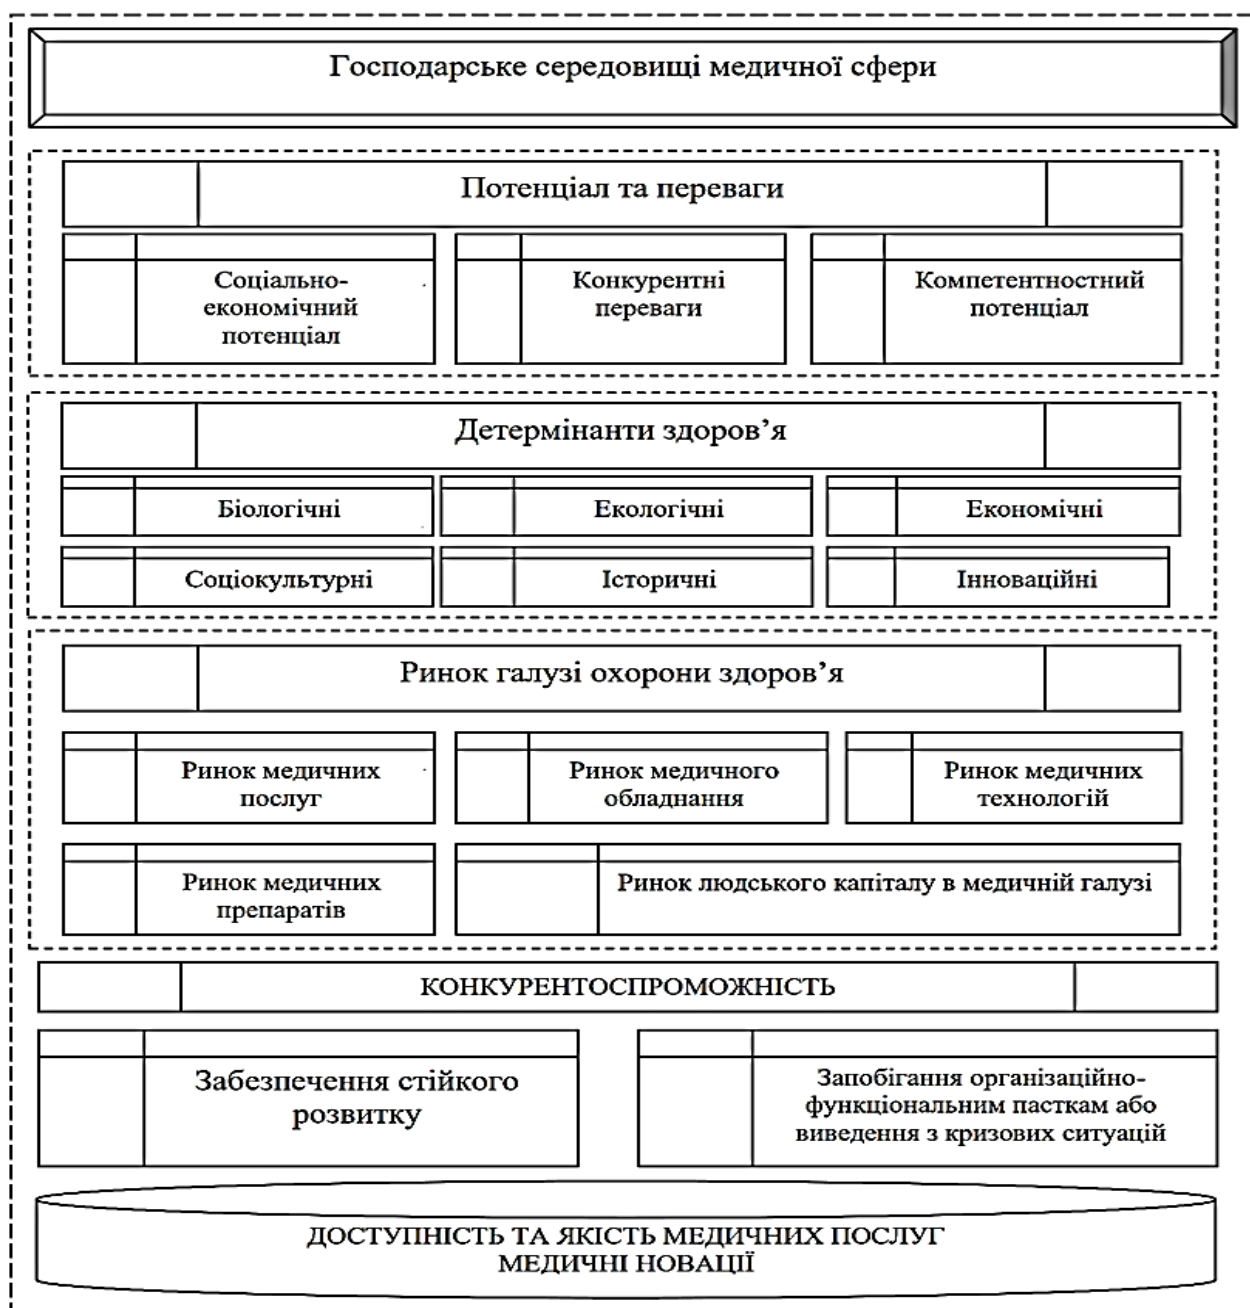 Господарське середовищі медичної сфери
Потенціал та переваги
Соціально-
економічний
потенціал
Конкурентні
переваги
Компетентностний
потенціал
Детермінанти здоров’я
Біологічні
Екологічні
Економічні
Соціокультурні
Історичні
Інноваційні
Ринок галузі охорони здоров’я
Ринок медичних
послуг
Ринок медичного
обладнання
Ринок медичних
технологій
Ринок медичних
препаратів
Ринок людського капіталу в медичній галузі
КОНКУРЕНТОСПРОМОЖНІСТЬ
Забезпечення стійкого
розвитку
Запобігання організаційно-
функціональним пасткам або
виведення з кризових ситуацій
ДОСТУПНІСТЬ ТА ЯКІСТЬ МЕДИЧНИХ ПОСЛУГ
МЕДИЧНІ НОВАЦІЇ